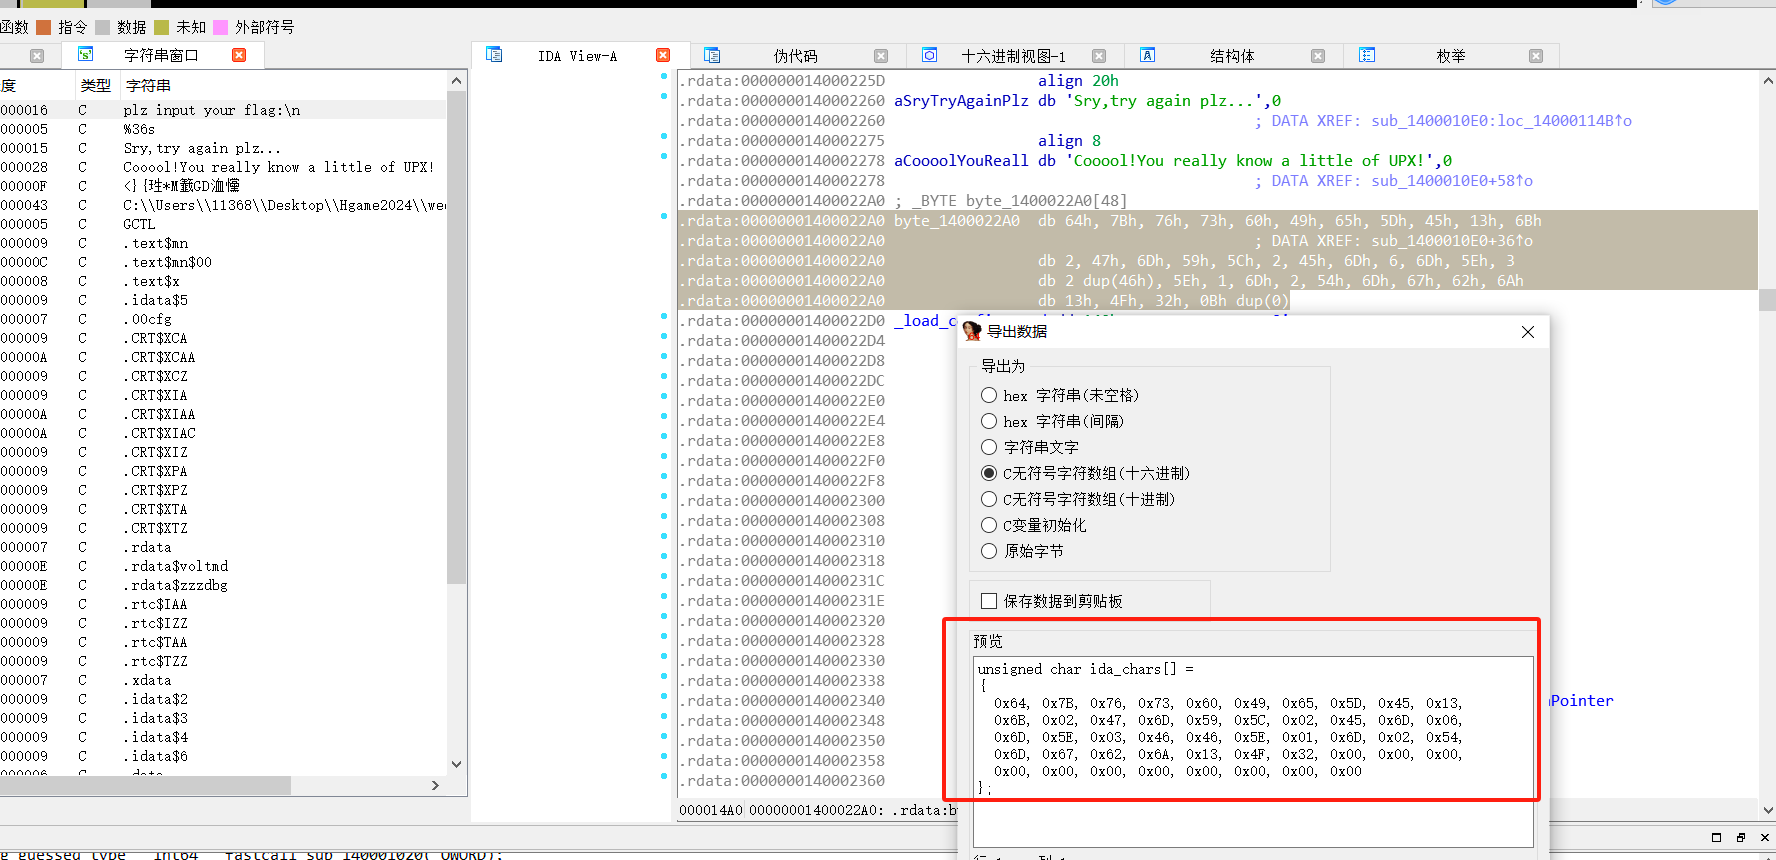 函数 指令 数据 未知 外部符号
字符串窗口
IDA View-A 伪代码 十六进制视图-1 结构体 枚举
度 类型 字符串
000016 C plz input your flag:\n
000005 C %36s
000015 C Sry,try again plz...
000028 C Cooool!You really know a little of UPX!
00000F C
000043 C C:\\Users\\11368\\Desktop\\Hgame2024\\wee
000005 C GCTL
000009 C .text$mn
00000C C .text$mn$00
000008 C .text$x
000009 C .idata$5
000007 C .00cfg
000009 C .CRT$XCA
00000A C .CRT$XCAA
000009 C .CRT$XCZ
000009 C .CRT$XIA
00000A C .CRT$XIAA
00000A C .CRT$XIAC
000009 C .CRT$XIZ
000009 C .CRT$XPA
000009 C .CRT$XPZ
000009 C .CRT$XTA
000009 C .CRT$XTZ
000007 C .rdata
00000E C .rdata$voltmd
00000E C .rdata$zzzdbg
000009 C .rtc$IAA
000009 C .rtc$IZZ
000009 C .rtc$TAA
000009 C .rtc$TZZ
000007 C .xdata
000009 C .idata$2
000009 C .idata$3
000009 C .idata$4
000009 C .idata$6
.rdata:000000014000225D align 20h
.rdata:0000000140002260 aSryTryAgainPlz db 'Sry,try again plz...',0
.rdata:0000000140002260 ; DATA XREF: sub_1400010E0:loc_14000114B↑o
.rdata:0000000140002275 align 8
.rdata:0000000140002278 aCooolYouReall db 'Cooool!You really know a little of UPX!',0
.rdata:0000000140002278 ; DATA XREF: sub_1400010E0+58↑o
.rdata:00000001400022A0 ; _BYTE byte_1400022A0[48]
.rdata:00000001400022A0 byte_1400022A0 db 64h, 7Bh, 76h, 73h, 60h, 49h, 65h, 5Dh, 45h, 13h, 6Bh
.rdata:00000001400022A0 ; DATA XREF: sub_1400010E0+36↑o
.rdata:00000001400022A0 db 2, 47h, 6Dh, 59h, 5Ch, 2, 45h, 6Dh, 6, 6Dh, 5Eh, 3
.rdata:00000001400022A0 db 2 dup(46h), 5Eh, 1, 6Dh, 2, 54h, 6Dh, 67h, 62h, 6Ah
.rdata:00000001400022A0 db 13h, 4Fh, 32h, 0Bh dup(0)
.rdata:00000001400022D0
.rdata:00000001400022D4
.rdata:00000001400022D8
.rdata:00000001400022DC
.rdata:00000001400022E0
.rdata:00000001400022E4
.rdata:00000001400022E8
.rdata:00000001400022F0
.rdata:00000001400022F8
.rdata:0000000140002300
.rdata:0000000140002308
.rdata:0000000140002310
.rdata:0000000140002318
.rdata:000000014000231C
.rdata:000000014000231E
.rdata:0000000140002320
.rdata:0000000140002328
.rdata:0000000140002330
.rdata:0000000140002338
.rdata:0000000140002340 Pointer
.rdata:0000000140002348
.rdata:0000000140002350
.rdata:0000000140002358
.rdata:0000000140002360
000014A0 00000001400022A0: .rdata:b
导出数据
导出为
hex 字符串(未空格)
hex 字符串(间隔)
字符串文字
C无符号字符数组(十六进制)
C无符号字符数组(十进制)
C变量初始化
原始字节
保存数据到剪贴板
预览
unsigned char ida_chars[] =
{
0x64, 0x7B, 0x76, 0x73, 0x60, 0x49, 0x65, 0x5D, 0x45, 0x13,
0x6B, 0x02, 0x47, 0x6D, 0x59, 0x5C, 0x02, 0x45, 0x6D, 0x06,
0x6D, 0x5E, 0x03, 0x46, 0x46, 0x5E, 0x01, 0x6D, 0x02, 0x54,
0x6D, 0x67, 0x62, 0x6A, 0x13, 0x4F, 0x32, 0x00, 0x00, 0x00,
0x00, 0x00, 0x00, 0x00, 0x00, 0x00, 0x00, 0x00
};
g guessed type int64 fastcall sub_140001020(_QWORD);